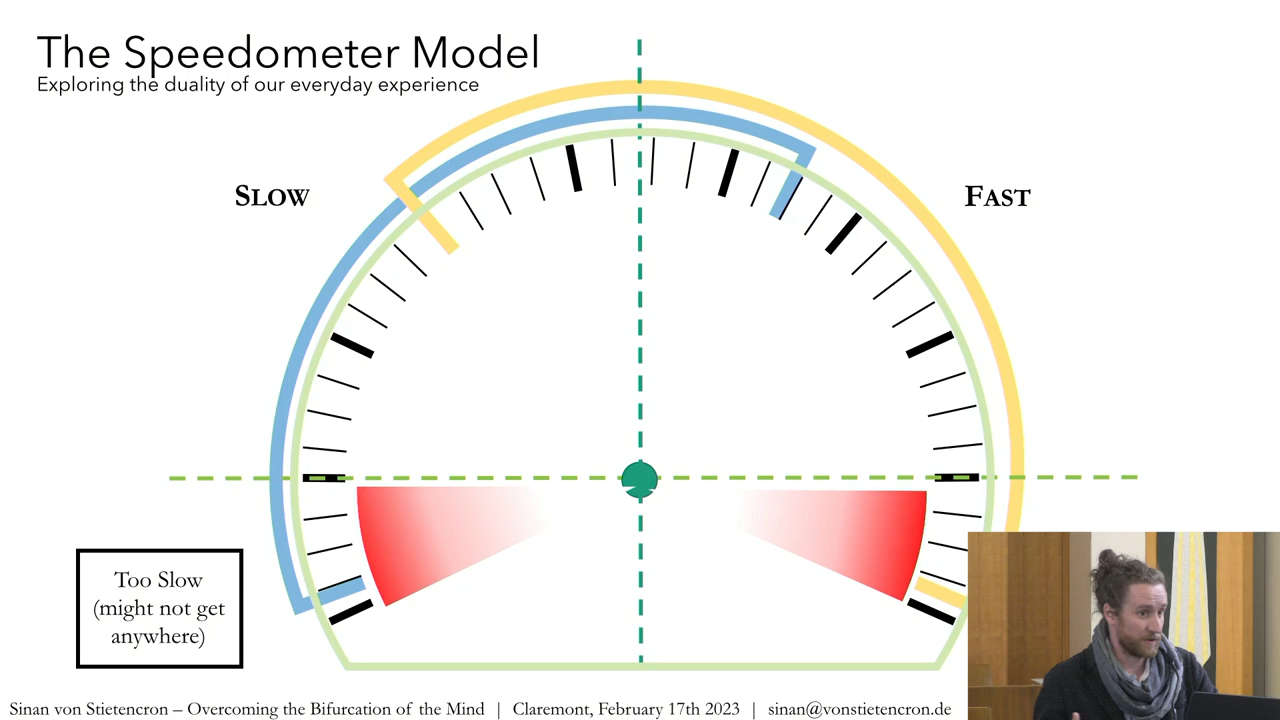 The Speedometer Model
Exploring the duality of our everyday experience
SLOW
FAST
Too Slow
(might not get
anywhere)
Sinan von Stietencron – Overcoming the Bifurcation of the Mind | Claremont, February 17th 2023 | sinan@vonstietencron.de